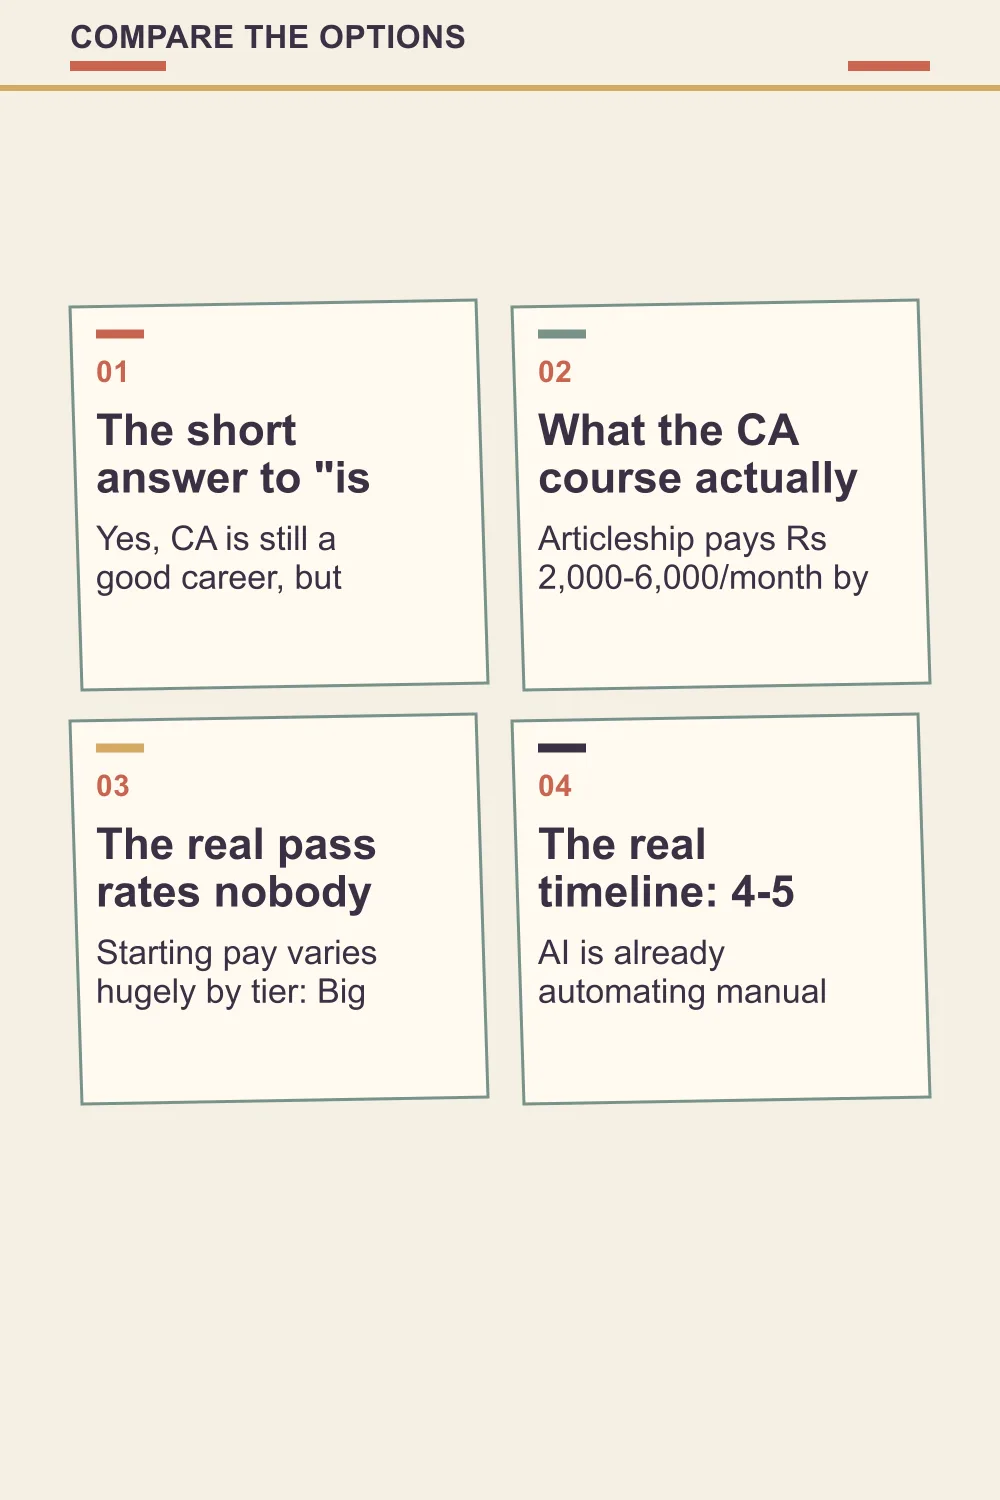 COMPARE THE OPTIONS
01
The short
answer to "is
Yes, CA is still a
good career, but
02
What the CA
course actually
Articleship pays Rs
2,000-6,000/month by
03
The real pass
rates nobody
Starting pay varies
hugely by tier: Big
04
The real
timeline: 4-5
AI is already
automating manual